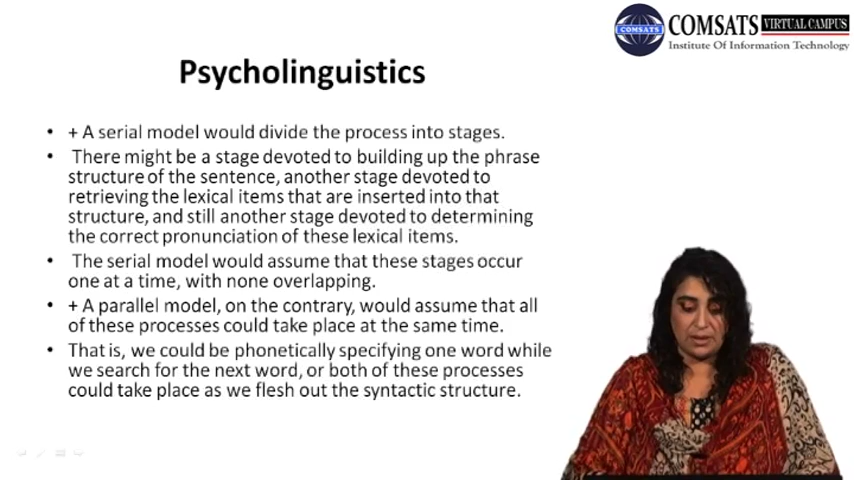 COMSATS
COMSATS VIRTUAL CAMPUS
Institute Of Information Technology
Psycholinguistics
• + A serial model would divide the process into stages.
• There might be a stage devoted to building up the phrase
structure of the sentence, another stage devoted to
retrieving the lexical items that are inserted into that
structure, and still another stage devoted to determining
the correct pronunciation of these lexical items.
• The serial model would assume that these stages occur
one at a time, with none overlapping.
• + A parallel model, on the contrary, would assume that all
of these processes could take place at the same time.
• That is, we could be phonetically specifying one word while
we search for the next word, or both of these processes
could take place as we flesh out the syntactic structure.